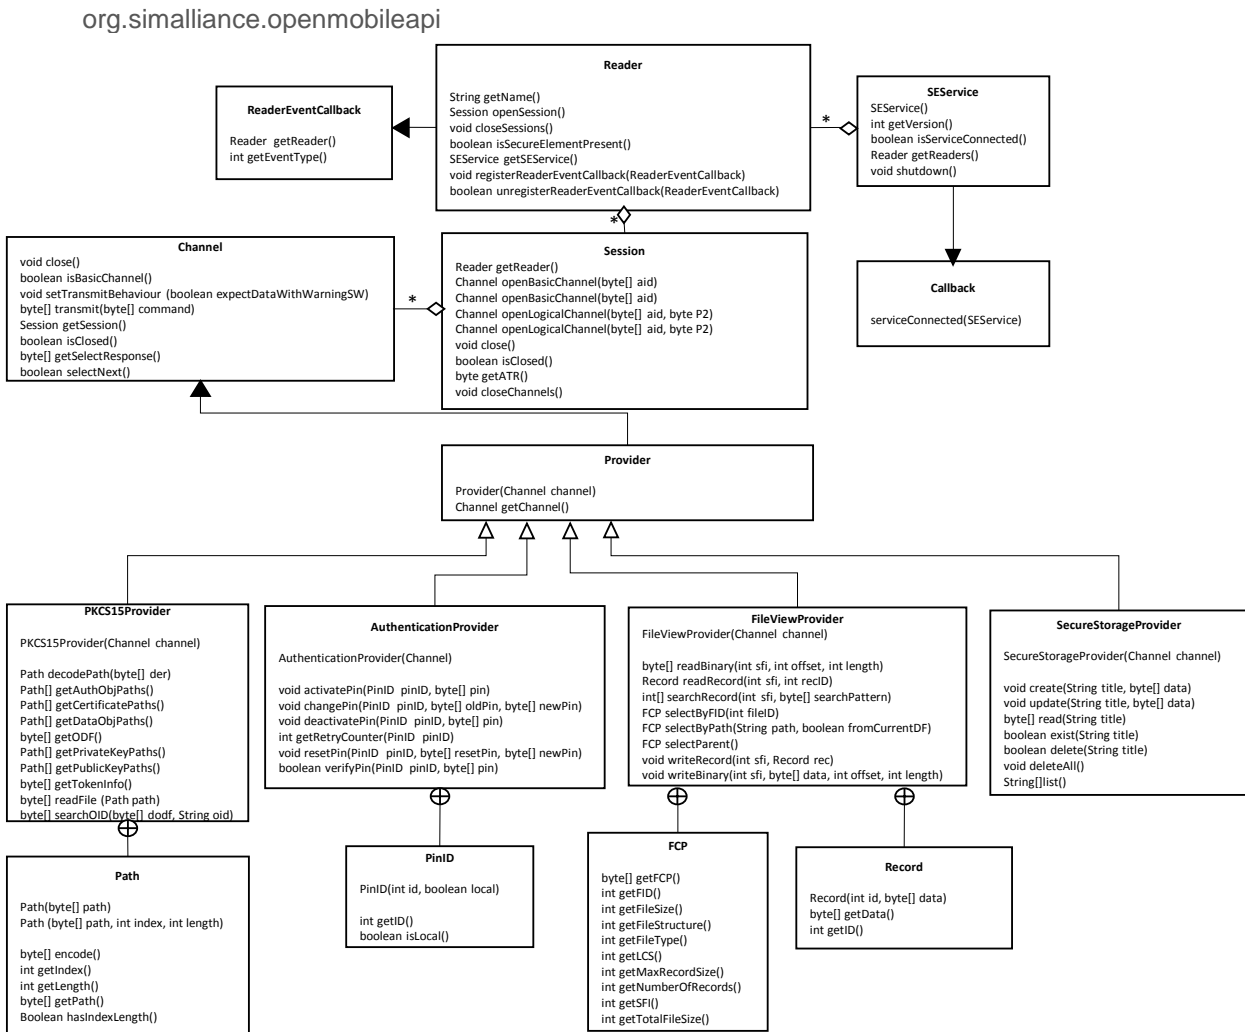 org.simalliance.openmobileapi
Reader
String getName()
Session openSession()
void closeSessions()
boolean isSecureElementPresent()
SEService getSEService()
void registerReaderEventCallback(ReaderEventCallback)
boolean unregisterReaderEventCallback(ReaderEventCallback)
ReaderEventCallback
Reader getReader()
int getEventType()
SEService
SEService()
int getVersion()
boolean isServiceConnected()
Reader getReaders()
void shutdown()
*
*
Channel
void close()
boolean isBasicChannel()
void setTransmitBehaviour (boolean expectDataWithWarningSW)
byte[] transmit(byte[] command)
Session getSession()
boolean isClosed()
byte[] getSelectResponse()
boolean selectNext()
*
Session
Reader getReader()
Channel openBasicChannel(byte[] aid)
Channel openBasicChannel(byte[] aid)
Channel openLogicalChannel(byte[] aid, byte P2)
Channel openLogicalChannel(byte[] aid, byte P2)
void close()
boolean isClosed()
byte getATR()
void closeChannels()
Callback
serviceConnected(SEService)
Provider
Provider(Channel channel)
Channel getChannel()
PKCS15Provider
PKCS15Provider(Channel channel)
Path decodePath(byte[] der)
Path[] getAuthObjPaths()
Path[] getCertificatePaths()
Path[] getDataObjPaths()
byte[] getODF()
Path[] getPrivateKeyPaths()
Path[] getPublicKeyPaths()
byte[] getTokenInfo()
byte[] readFile (Path path)
byte[] searchOID(byte[] dodf, String oid)
AuthenticationProvider
AuthenticationProvider(Channel)
void activatePin(PinID pinID, byte[] pin)
void changePin(PinID pinID, byte[] oldPin, byte[] newPin)
void deactivatePin(PinID pinID, byte[] pin)
int getRetryCounter(PinID pinID)
void resetPin(PinID pinID, byte[] resetPin, byte[] newPin)
boolean verifyPin(PinID pinID, byte[] pin)
FileViewProvider
FileViewProvider(Channel channel)
byte[] readBinary(int sfi, int offset, int length)
Record readRecord(int sfi, int recID)
int[] searchRecord(int sfi, byte[] searchPattern)
FCP selectByFID(int fileID)
FCP selectByPath(String path, boolean fromCurrentDF)
FCP selectParent()
void writeRecord(int sfi, Record rec)
void writeBinary(int sfi, byte[] data, int offset, int length)
SecureStorageProvider
SecureStorageProvider(Channel channel)
void create(String title, byte[] data)
void update(String title, byte[] data)
byte[] read(String title)
boolean exist(String title)
boolean delete(String title)
void deleteAll()
String[]list()
Path
Path(byte[] path)
Path (byte[] path, int index, int length)
byte[] encode()
int getIndex()
int getLength()
byte[] getPath()
Boolean hasIndexLength()
PinID
PinID(int id, boolean local)
int getID()
boolean isLocal()
FCP
byte[] getFCP()
int getFID()
int getFileSize()
int getFileStructure()
int getFileType()
int getLCS()
int getMaxRecordSize()
int getNumberOfRecords()
int getSFI()
int getTotalFileSize()
Record
Record(int id, byte[] data)
byte[] getData()
int getID()